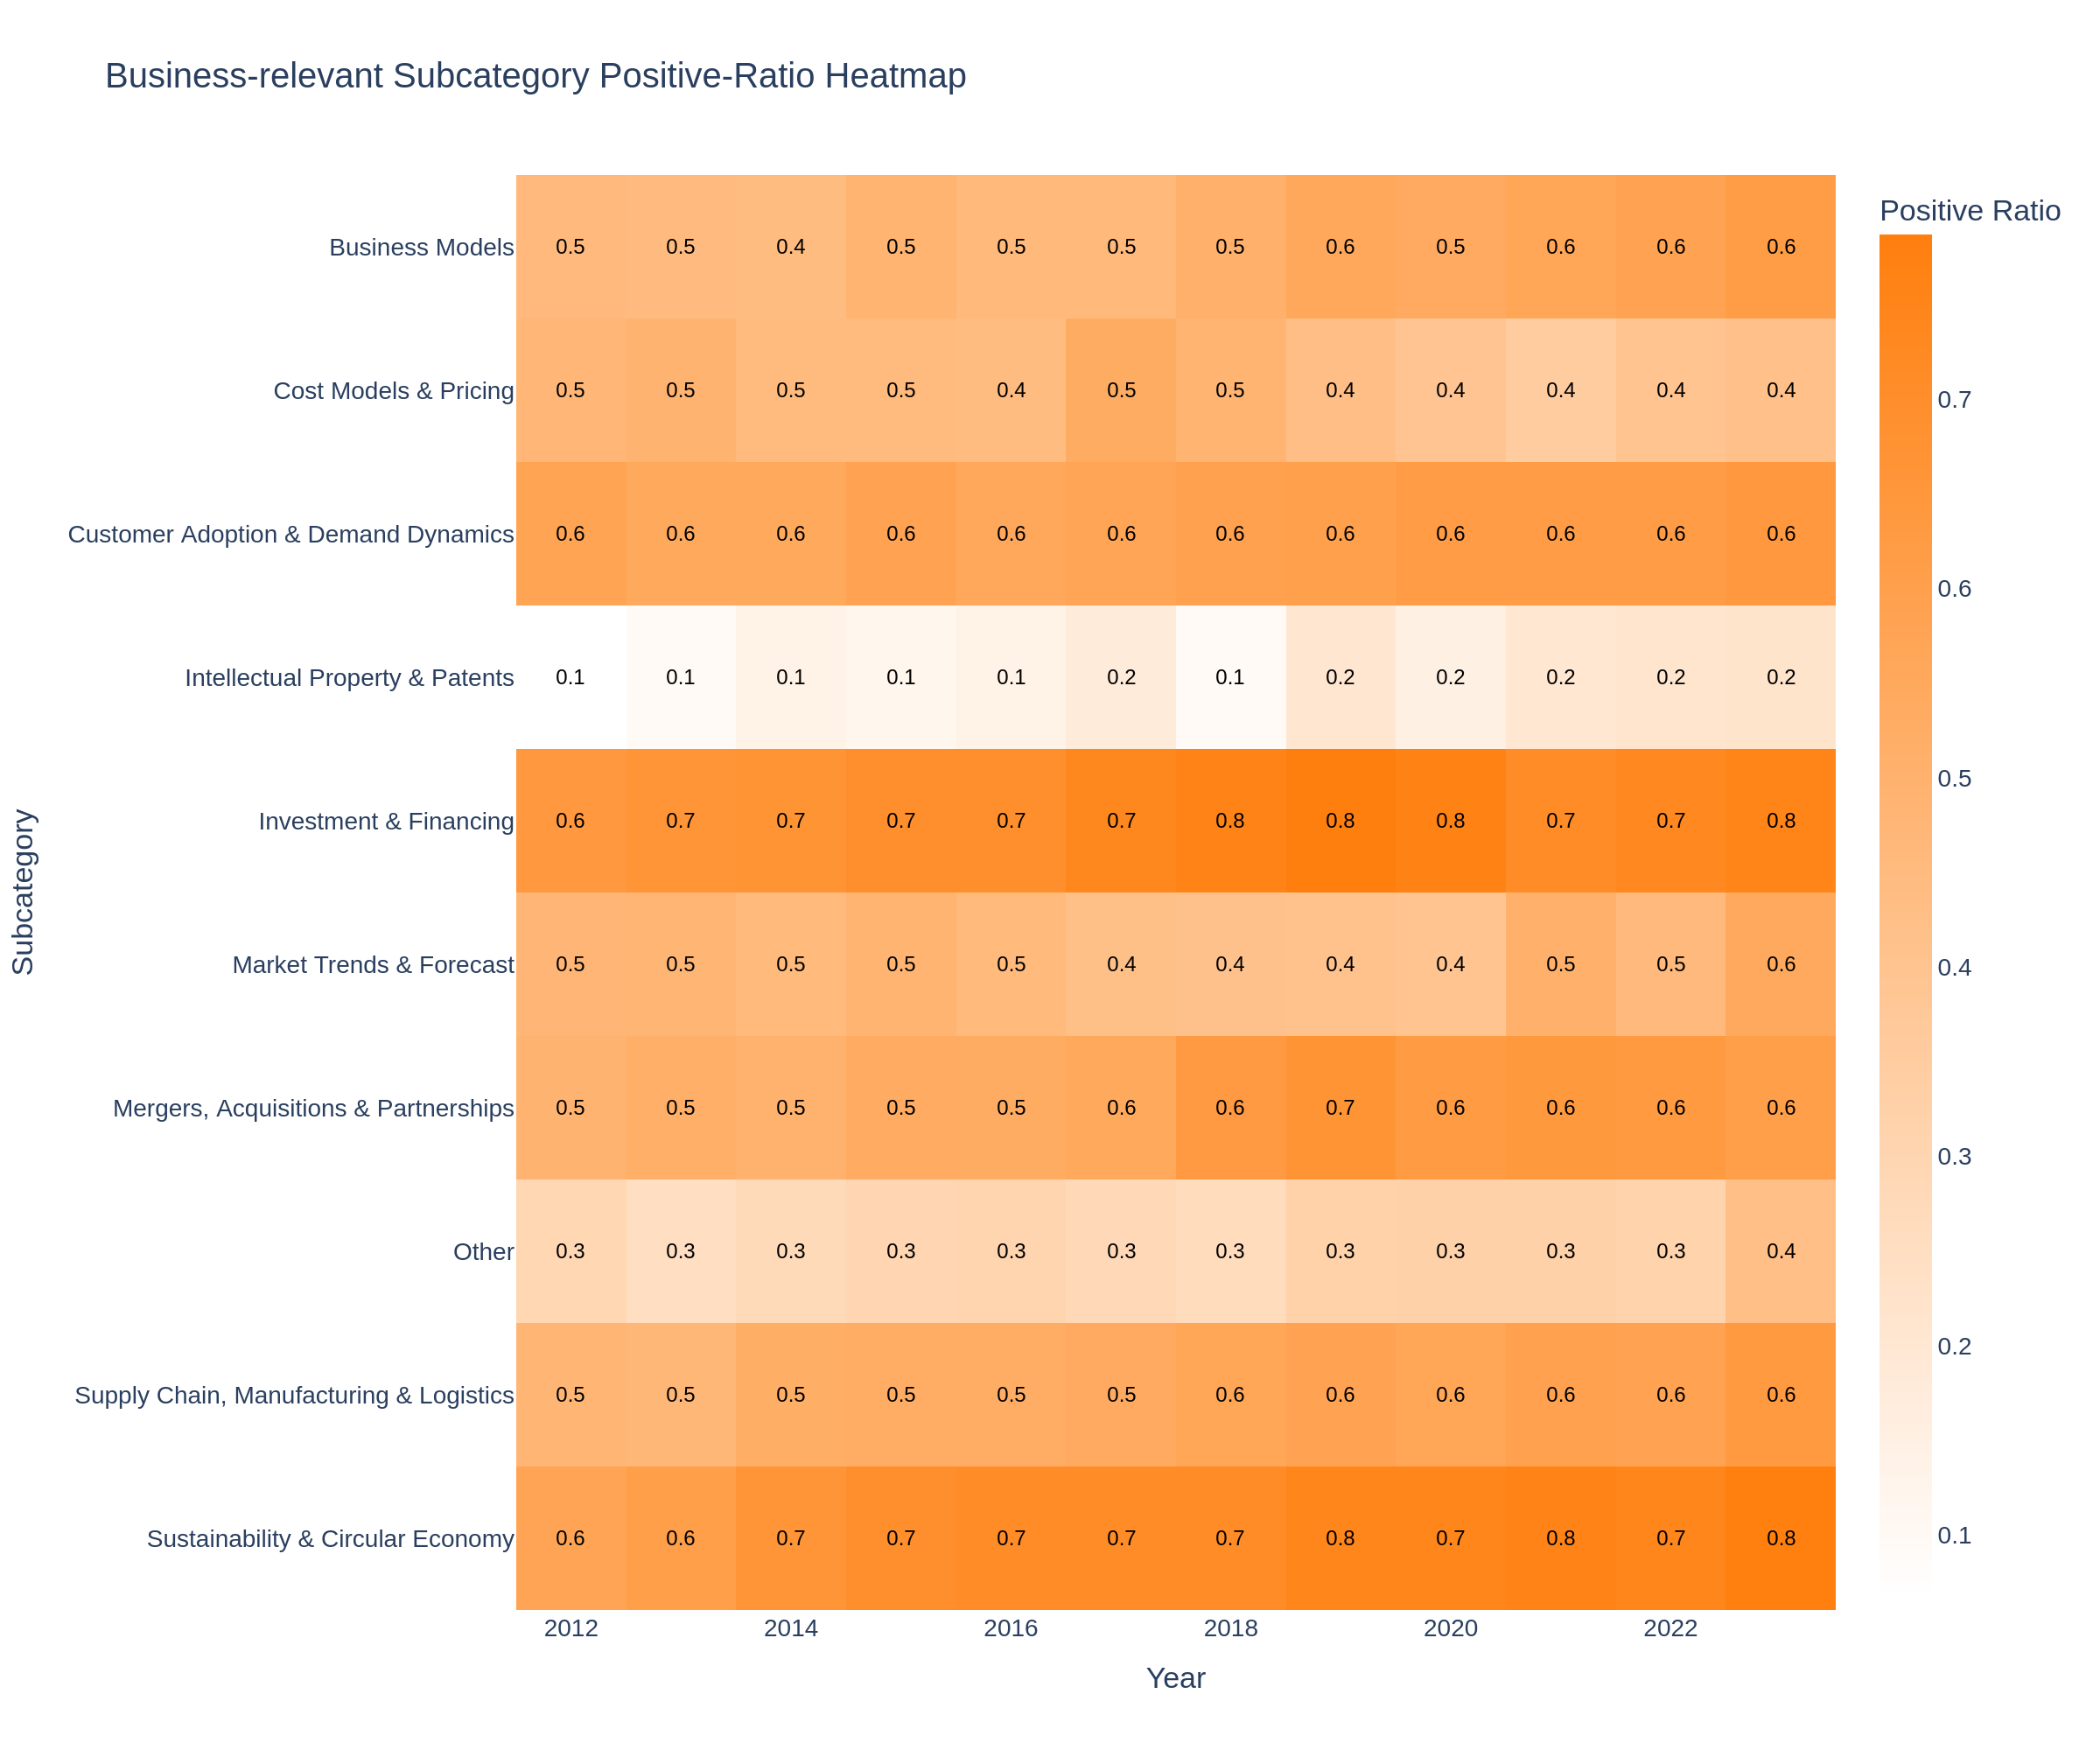 Business-relevant Subcategory Positive-Ratio Heatmap
Positive Ratio
Business Models 0.5 0.5 0.4 0.5 0.5 0.5 0.5 0.6 0.5 0.6 0.6 0.6
Cost Models & Pricing 0.5 0.5 0.5 0.5 0.4 0.5 0.5 0.4 0.4 0.4 0.4 0.4
Customer Adoption & Demand Dynamics 0.6 0.6 0.6 0.6 0.6 0.6 0.6 0.6 0.6 0.6 0.6 0.6
Intellectual Property & Patents 0.1 0.1 0.1 0.1 0.1 0.2 0.1 0.2 0.2 0.2 0.2 0.2
Investment & Financing 0.6 0.7 0.7 0.7 0.7 0.7 0.8 0.8 0.8 0.7 0.7 0.8
Market Trends & Forecast 0.5 0.5 0.5 0.5 0.5 0.4 0.4 0.4 0.4 0.5 0.5 0.6
Mergers, Acquisitions & Partnerships 0.5 0.5 0.5 0.5 0.5 0.6 0.6 0.7 0.6 0.6 0.6 0.6
Other 0.3 0.3 0.3 0.3 0.3 0.3 0.3 0.3 0.3 0.3 0.3 0.4
Supply Chain, Manufacturing & Logistics 0.5 0.5 0.5 0.5 0.5 0.5 0.6 0.6 0.6 0.6 0.6 0.6
Sustainability & Circular Economy 0.6 0.6 0.7 0.7 0.7 0.7 0.7 0.8 0.7 0.8 0.7 0.8
2012 2014 2016 2018 2020 2022
Year
Subcategory
0.7
0.6
0.5
0.4
0.3
0.2
0.1